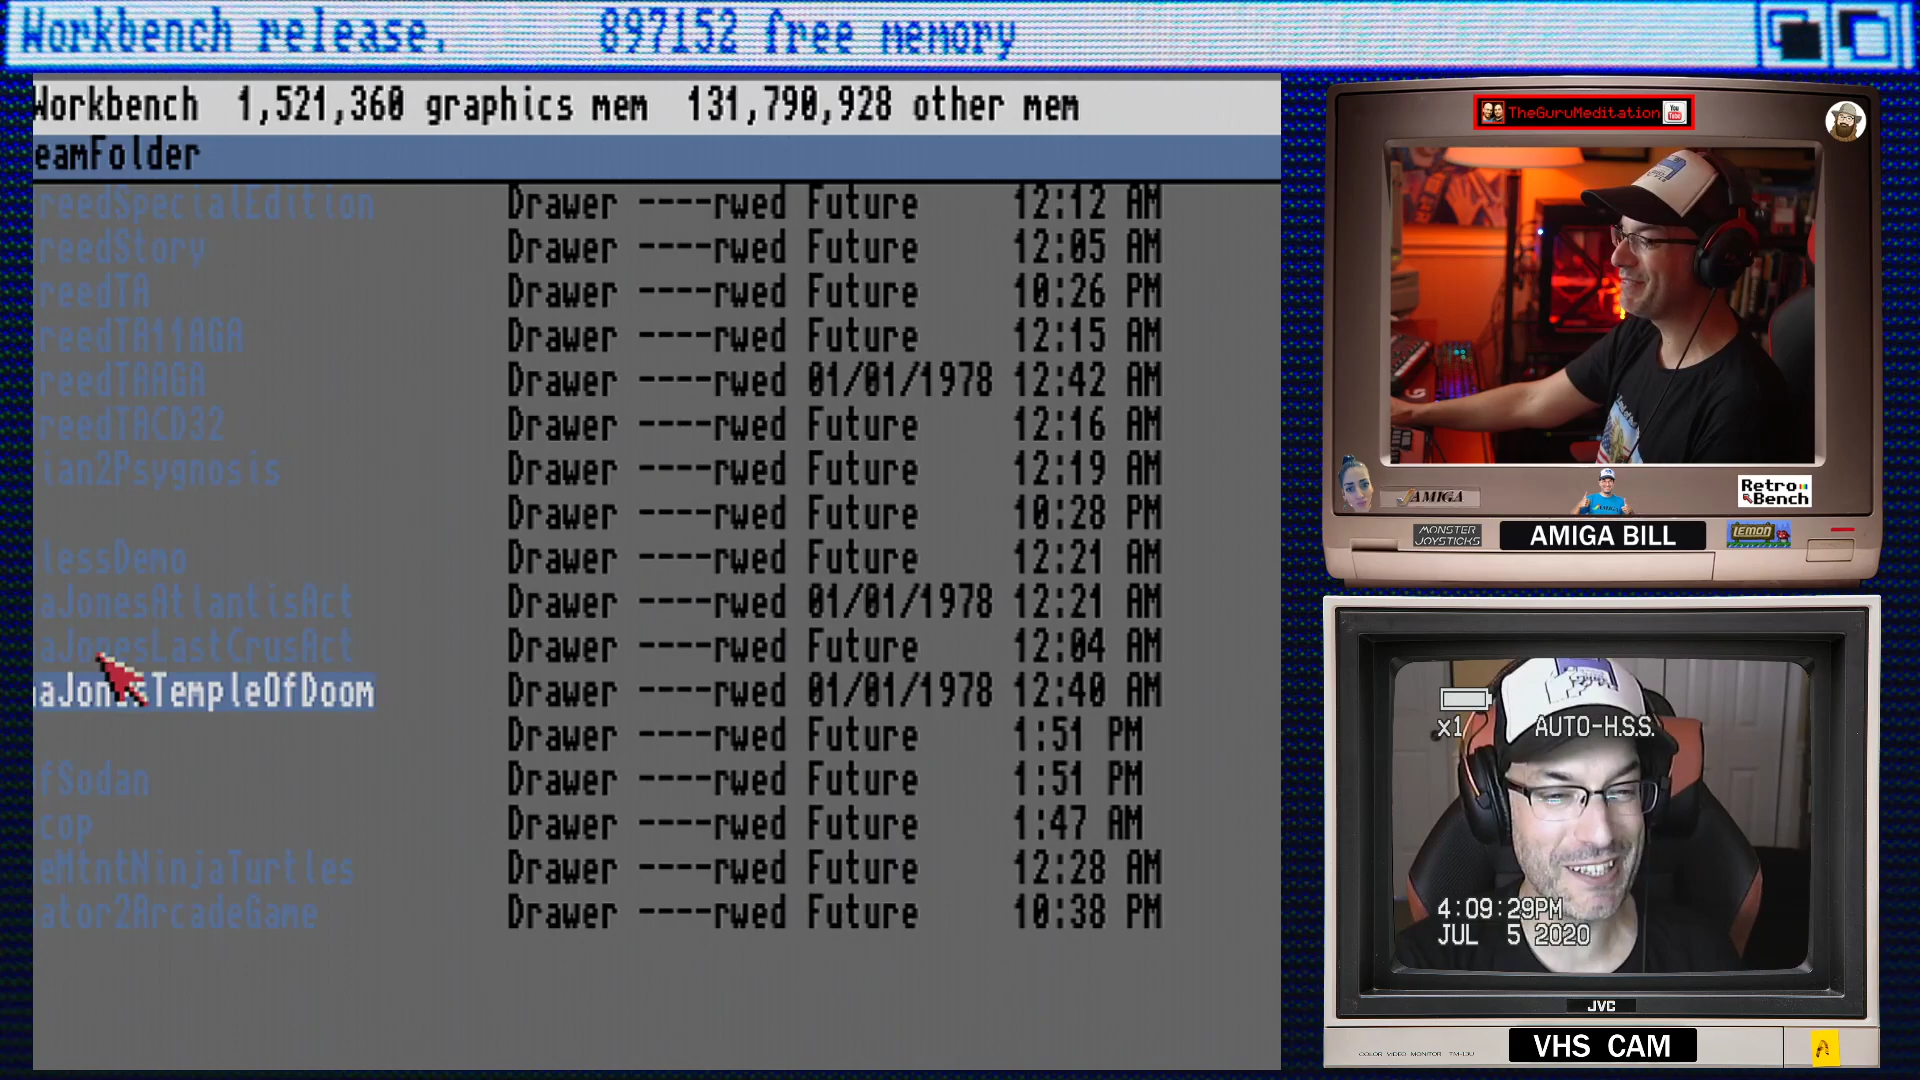 Workbench release. 897152 free memory
Workbench 1,521,360 graphics mem 131,790,928 other mem
eamFolder
reedSpecialEdition Drawer ----rwed Future 12:12 AM
reedStory Drawer ----rwed Future 12:05 AM
reedTA Drawer ----rwed Future 10:26 PM
reedTA11AGA Drawer ----rwed Future 12:15 AM
reedTAAGA Drawer ----rwed 01/01/1978 12:42 AM
reedTACD32 Drawer ----rwed Future 12:16 AM
ian2Psygnosis Drawer ----rwed Future 12:19 AM
Drawer ----rwed Future 10:28 PM
lessDemo Drawer ----rwed Future 12:21 AM
aJonesAtlantisAct Drawer ----rwed 01/01/1978 12:21 AM
aJonesLastCrusAct Drawer ----rwed Future 12:04 AM
aJonesTempleOfDoom Drawer ----rwed 01/01/1978 12:40 AM
Drawer ----rwed Future 1:51 PM
fSodan Drawer ----rwed Future 1:51 PM
cop Drawer ----rwed Future 1:47 AM
eMtntNinjaTurtles Drawer ----rwed Future 12:28 AM
ator2ArcadeGame Drawer ----rwed Future 10:38 PM
TheGuruMeditation You Tube
AMIGA
Retro Bench
MONSTER JOYSTICKS
AMIGA BILL
LEMON
x1 AUTO-H.S.S.
4:09:29PM
JUL 5 2020
JVC
COLOR VIDEO MONITOR TM-13U
VHS CAM